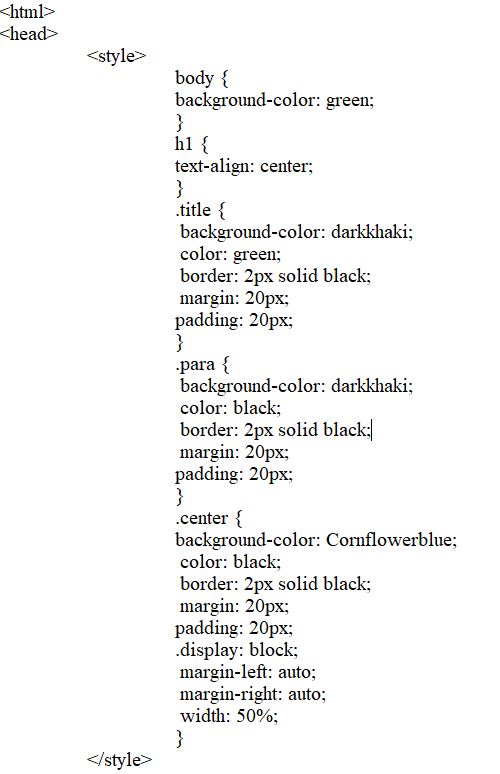 <html>
<head>
<style>
body {
background-color: green;
}
h1 {
text-align: center;
}
.title {
background-color: darkkhaki;
color: green;
border: 2px solid black;
margin: 20px;
padding: 20px;
}
.para {
background-color: darkkhaki;
color: black;
border: 2px solid black;
margin: 20px;
padding: 20px;
}
.center {
background-color: Cornflowerblue;
color: black;
border: 2px solid black;
margin: 20px;
padding: 20px;
.display: block;
margin-left: auto;
margin-right: auto;
width: 50%;
}
</style>